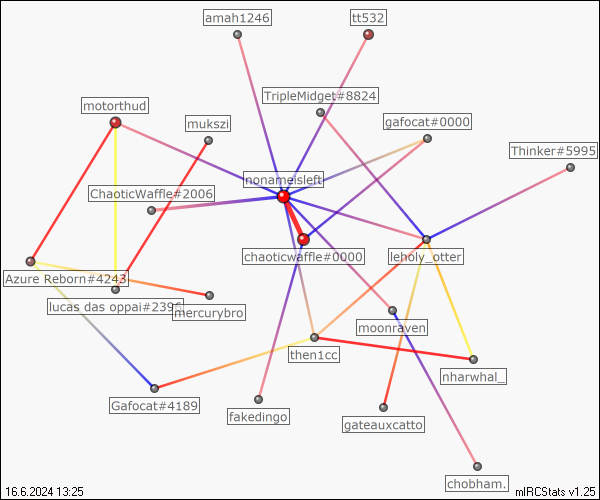 amah1246
tt532
TripleMidget#8824
motorthud
mukszi
gafocat#0000
Thinker#5995
nonameisleft
ChaoticWaffle#2006
chaoticwaffle#0000
leholy_otter
Azure Reborn#4243
lucas das oppai#2396
mercurybro
moonraven
then1cc
nharwhal_
Gafocat#4189
fakedingo
gateauxcatto
chobham.
16.6.2024 13:25
mIRCStats v1.25